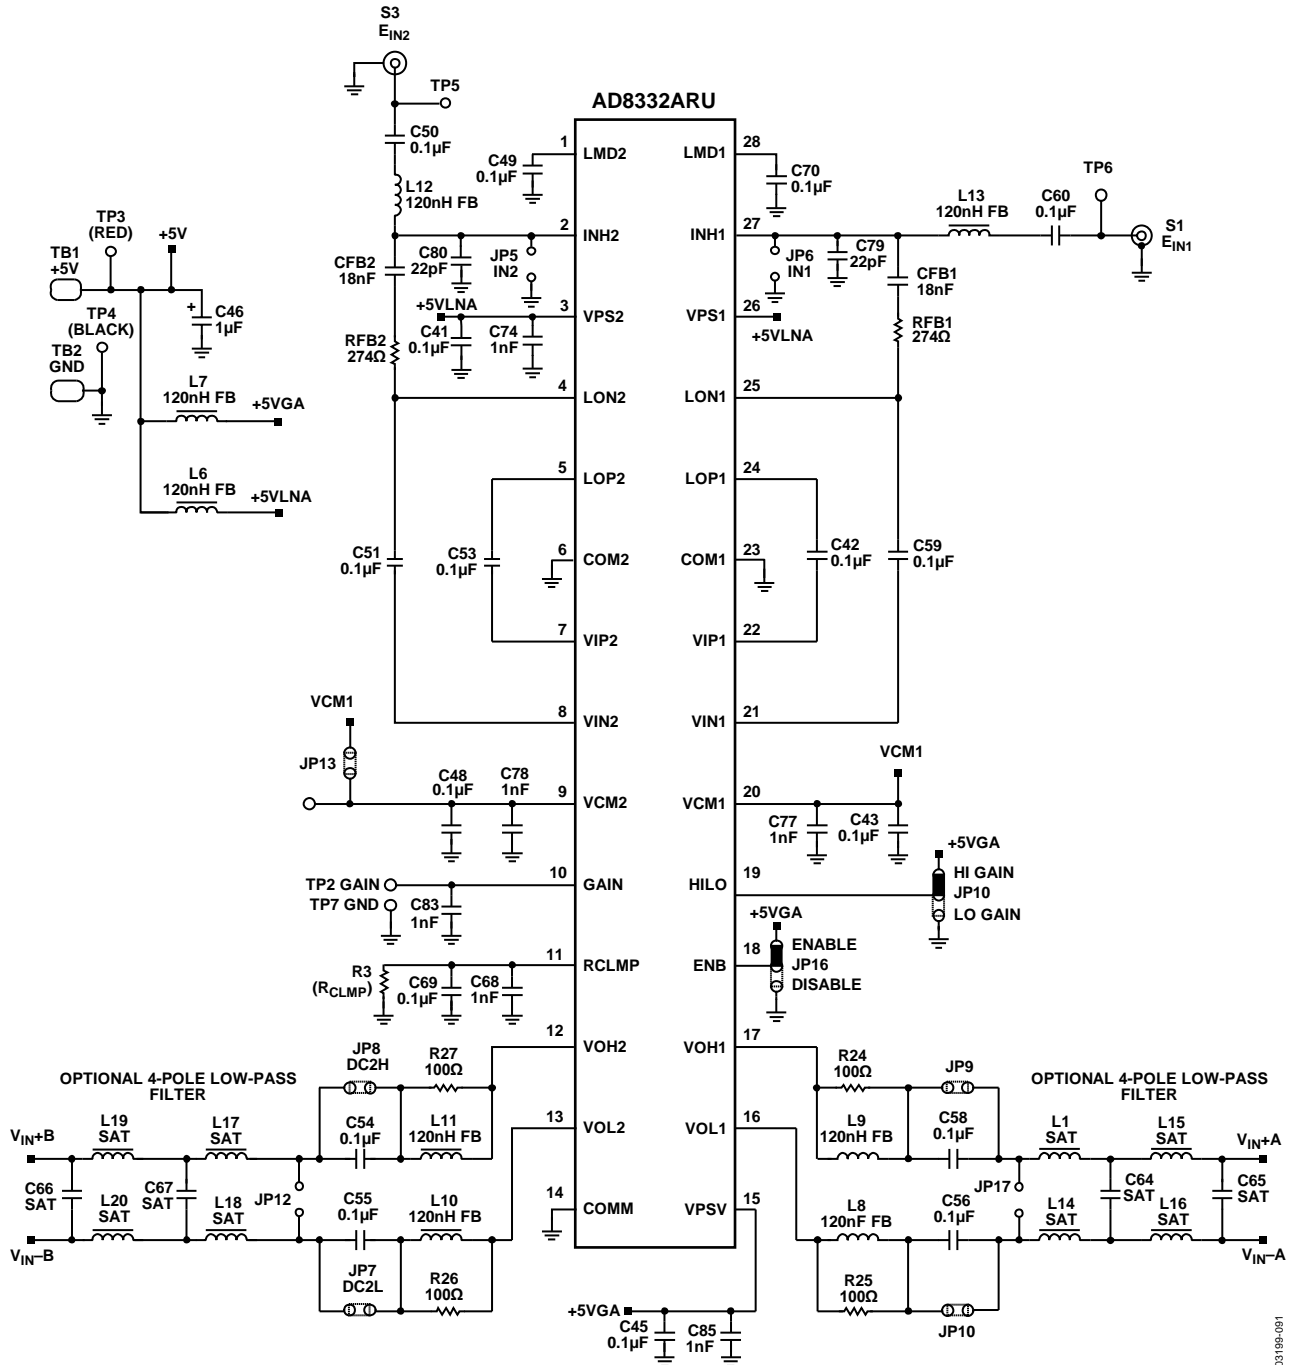 S3
EIN2
TP5
AD8332ARU
C50
0.1µF
L12
120nH FB
C49
0.1µF
1
LMD2
LMD1
28
C70
0.1µF
TP6
L13
120nH FB
C60
0.1µF
S1
EIN1
2
INH2
INH1
27
CFB2
18nF
C80
22pF
JP5
IN2
JP6
IN1
C79
22pF
CFB1
18nF
TP3
(RED)
+5V
TB1
+5V
TP4
(BLACK)
+
C46
1µF
TB2
GND
L7
120nH FB
+5VGA
L6
120nH FB
+5VLNA
+5VLNA
3
VPS2
VPS1
26
+5VLNA
RFB2
274Ω
C41
0.1µF
C74
1nF
RFB1
274Ω
4
LON2
LON1
25
5
LOP2
LOP1
24
C51
0.1µF
C53
0.1µF
6
COM2
COM1
23
C42
0.1µF
C59
0.1µF
7
VIP2
VIP1
22
8
VIN2
VIN1
21
VCM1
JP13
C48
0.1µF
C78
1nF
9
VCM2
VCM1
20
VCM1
C77
1nF
C43
0.1µF
TP2 GAIN
TP7 GND
C83
1nF
10
GAIN
HILO
19
+5VGA
HI GAIN
JP10
LO GAIN
R3
(RCLMP)
C69
0.1µF
C68
1nF
11
RCLMP
ENB
18
+5VGA
ENABLE
JP16
DISABLE
12
VOH2
VOH1
17
OPTIONAL 4-POLE LOW-PASS
FILTER
JP8
DC2H
R27
100Ω
R24
100Ω
JP9
OPTIONAL 4-POLE LOW-PASS
FILTER
VIN+B
L19
SAT
L17
SAT
C54
0.1µF
L11
120nH FB
13
VOL2
VOL1
16
L9
120nH FB
C58
0.1µF
L1
SAT
L15
SAT
VIN+A
C66
SAT
L20
SAT
C67
SAT
L18
SAT
JP12
C55
0.1µF
L10
120nH FB
14
COMM
VPSV
15
L8
120nF FB
C56
0.1µF
JP17
L14
SAT
C64
SAT
L16
SAT
C65
SAT
VIN–B
VIN–A
JP7
DC2L
R26
100Ω
R25
100Ω
JP10
+5VGA
C45
0.1µF
C85
1nF
03199-091